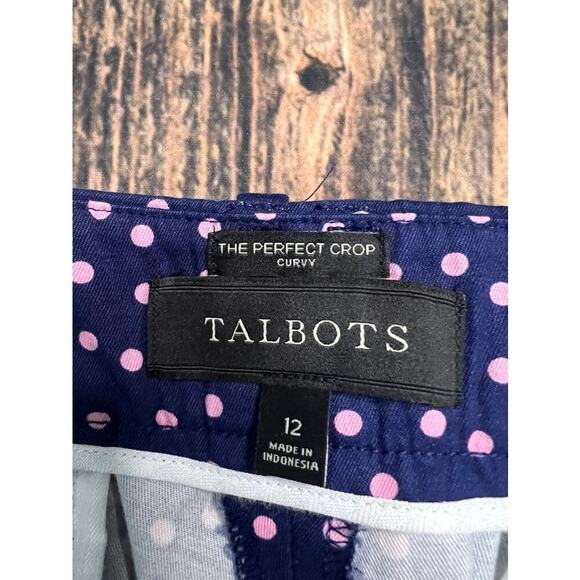 THE PERFECT CROP
CURVY
TALBOTS
12
MADE IN
INDONESIA